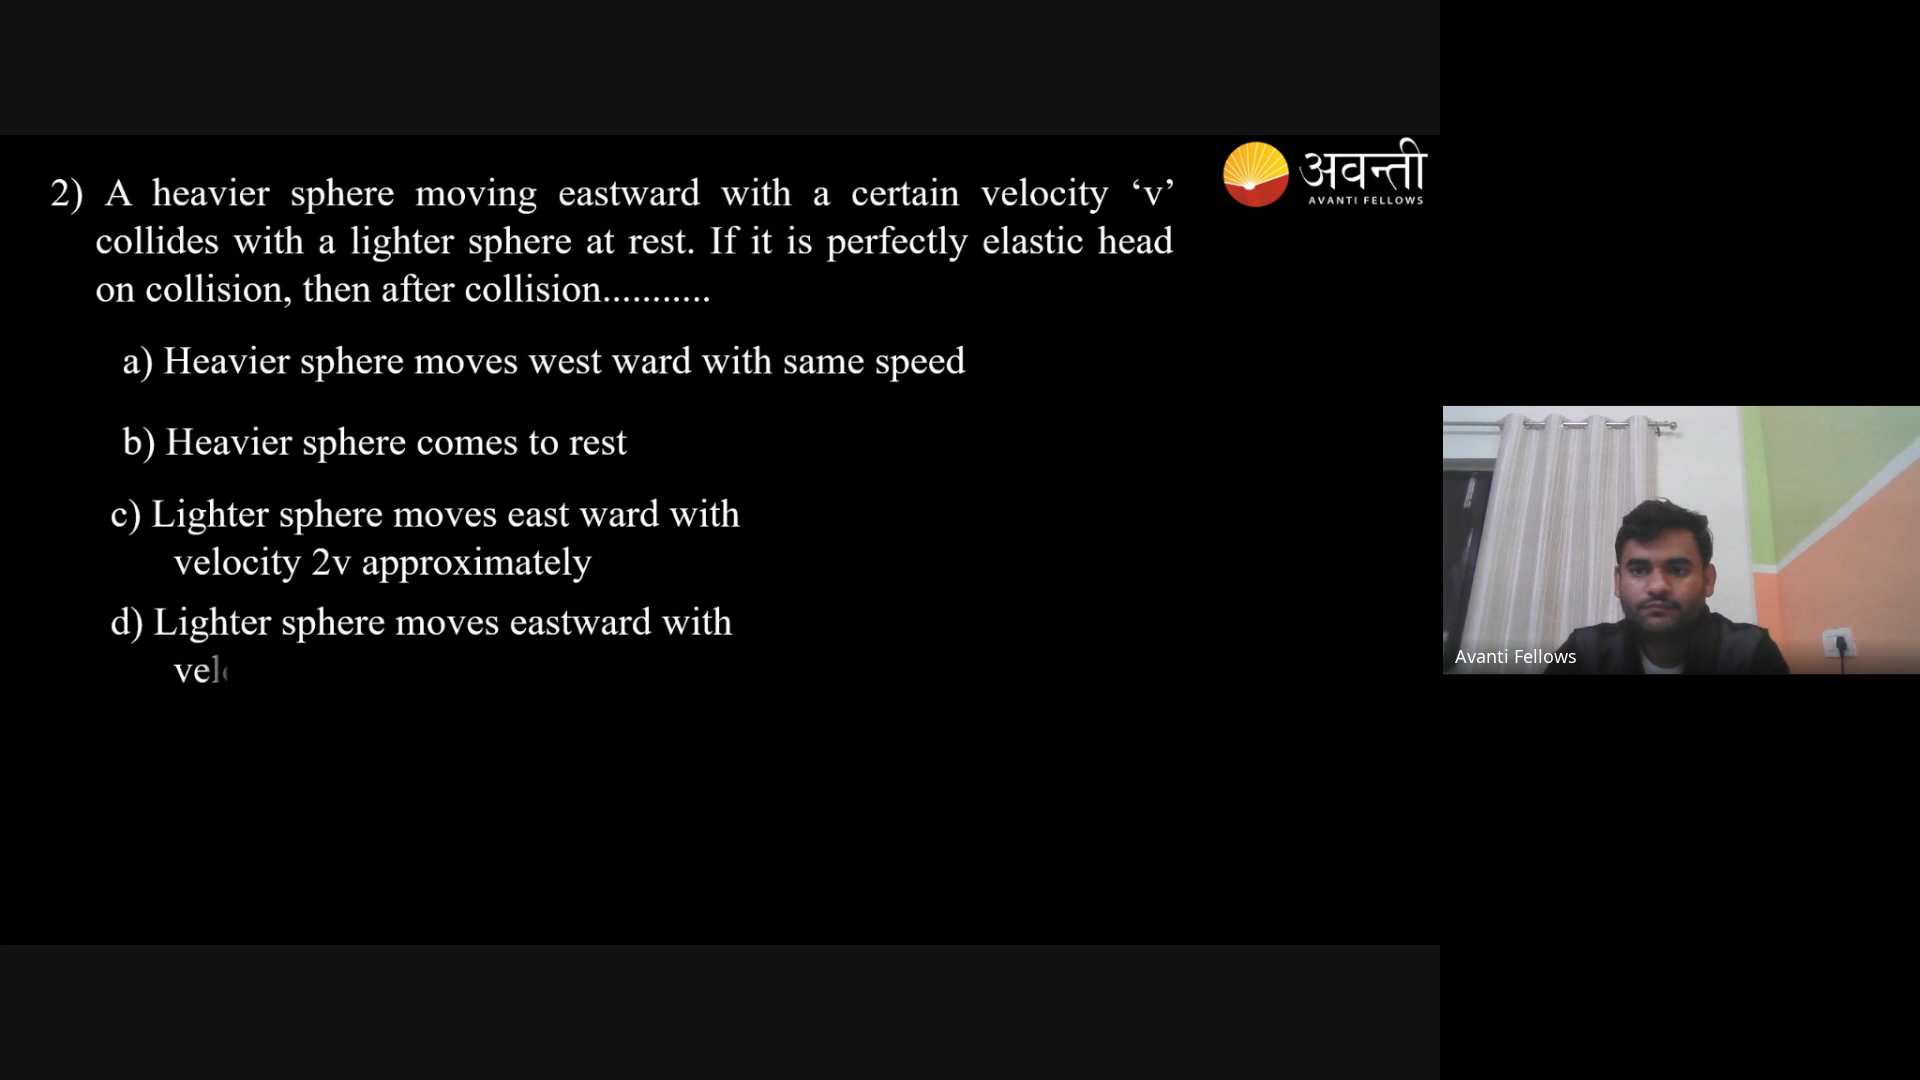 2) A heavier sphere moving eastward with a certain velocity ‘v’
collides with a lighter sphere at rest. If it is perfectly elastic head
on collision, then after collision...........
a) Heavier sphere moves west ward with same speed
b) Heavier sphere comes to rest
c) Lighter sphere moves east ward with
velocity 2v approximately
d) Lighter sphere moves eastward with
अवन्ती
AVANTI FELLOWS
Avanti Fellows